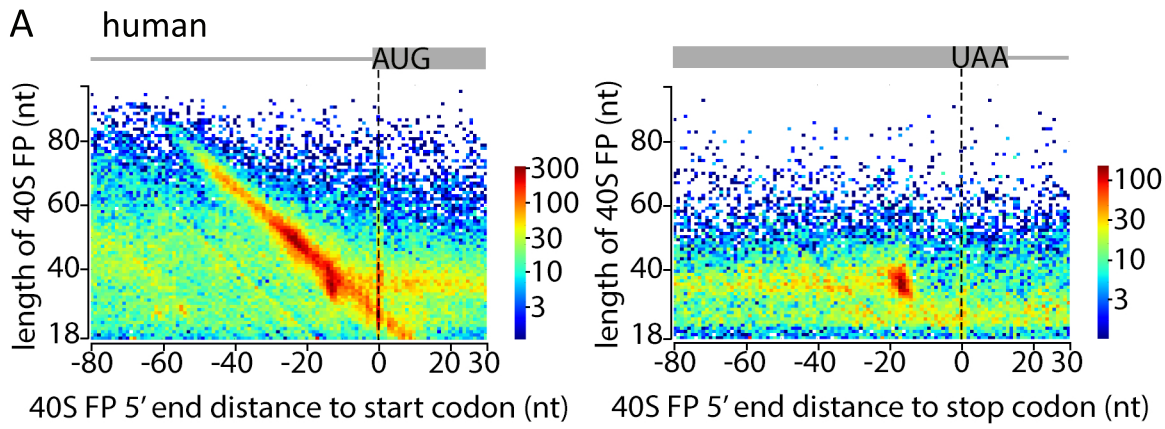 A human
AUG
length of 40S FP (nt)
80
60
40
18
-80 -60 -40 -20 0 20 30
40S FP 5′ end distance to start codon (nt)
300
100
30
10
3
UAA
length of 40S FP (nt)
80
60
40
18
-80 -60 -40 -20 0 20 30
40S FP 5′ end distance to stop codon (nt)
100
30
10
3